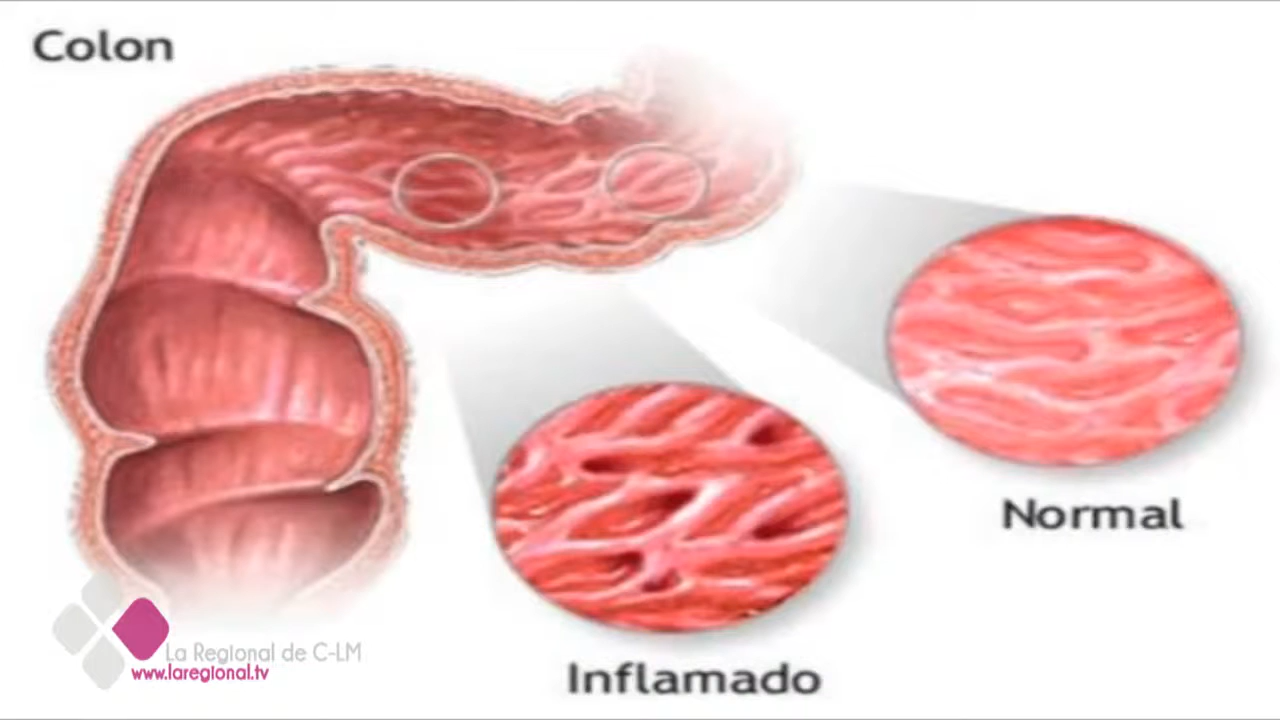 Colon
Normal
Inflamado
La Regional de C-LM
www.laregional.tv